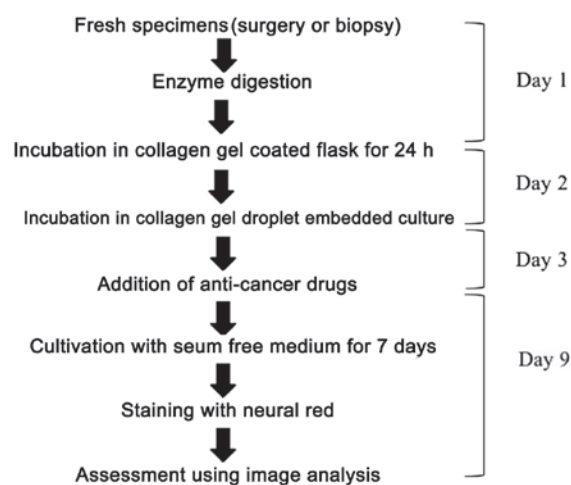 Fresh specimens (surgery or biopsy)
Enzyme digestion
Day 1
Incubation in collagen gel coated flask for 24 h
Day 2
Incubation in collagen gel droplet embedded culture
Day 3
Addition of anti-cancer drugs
Cultivation with seum free medium for 7 days
Day 9
Staining with neural red
Assessment using image analysis